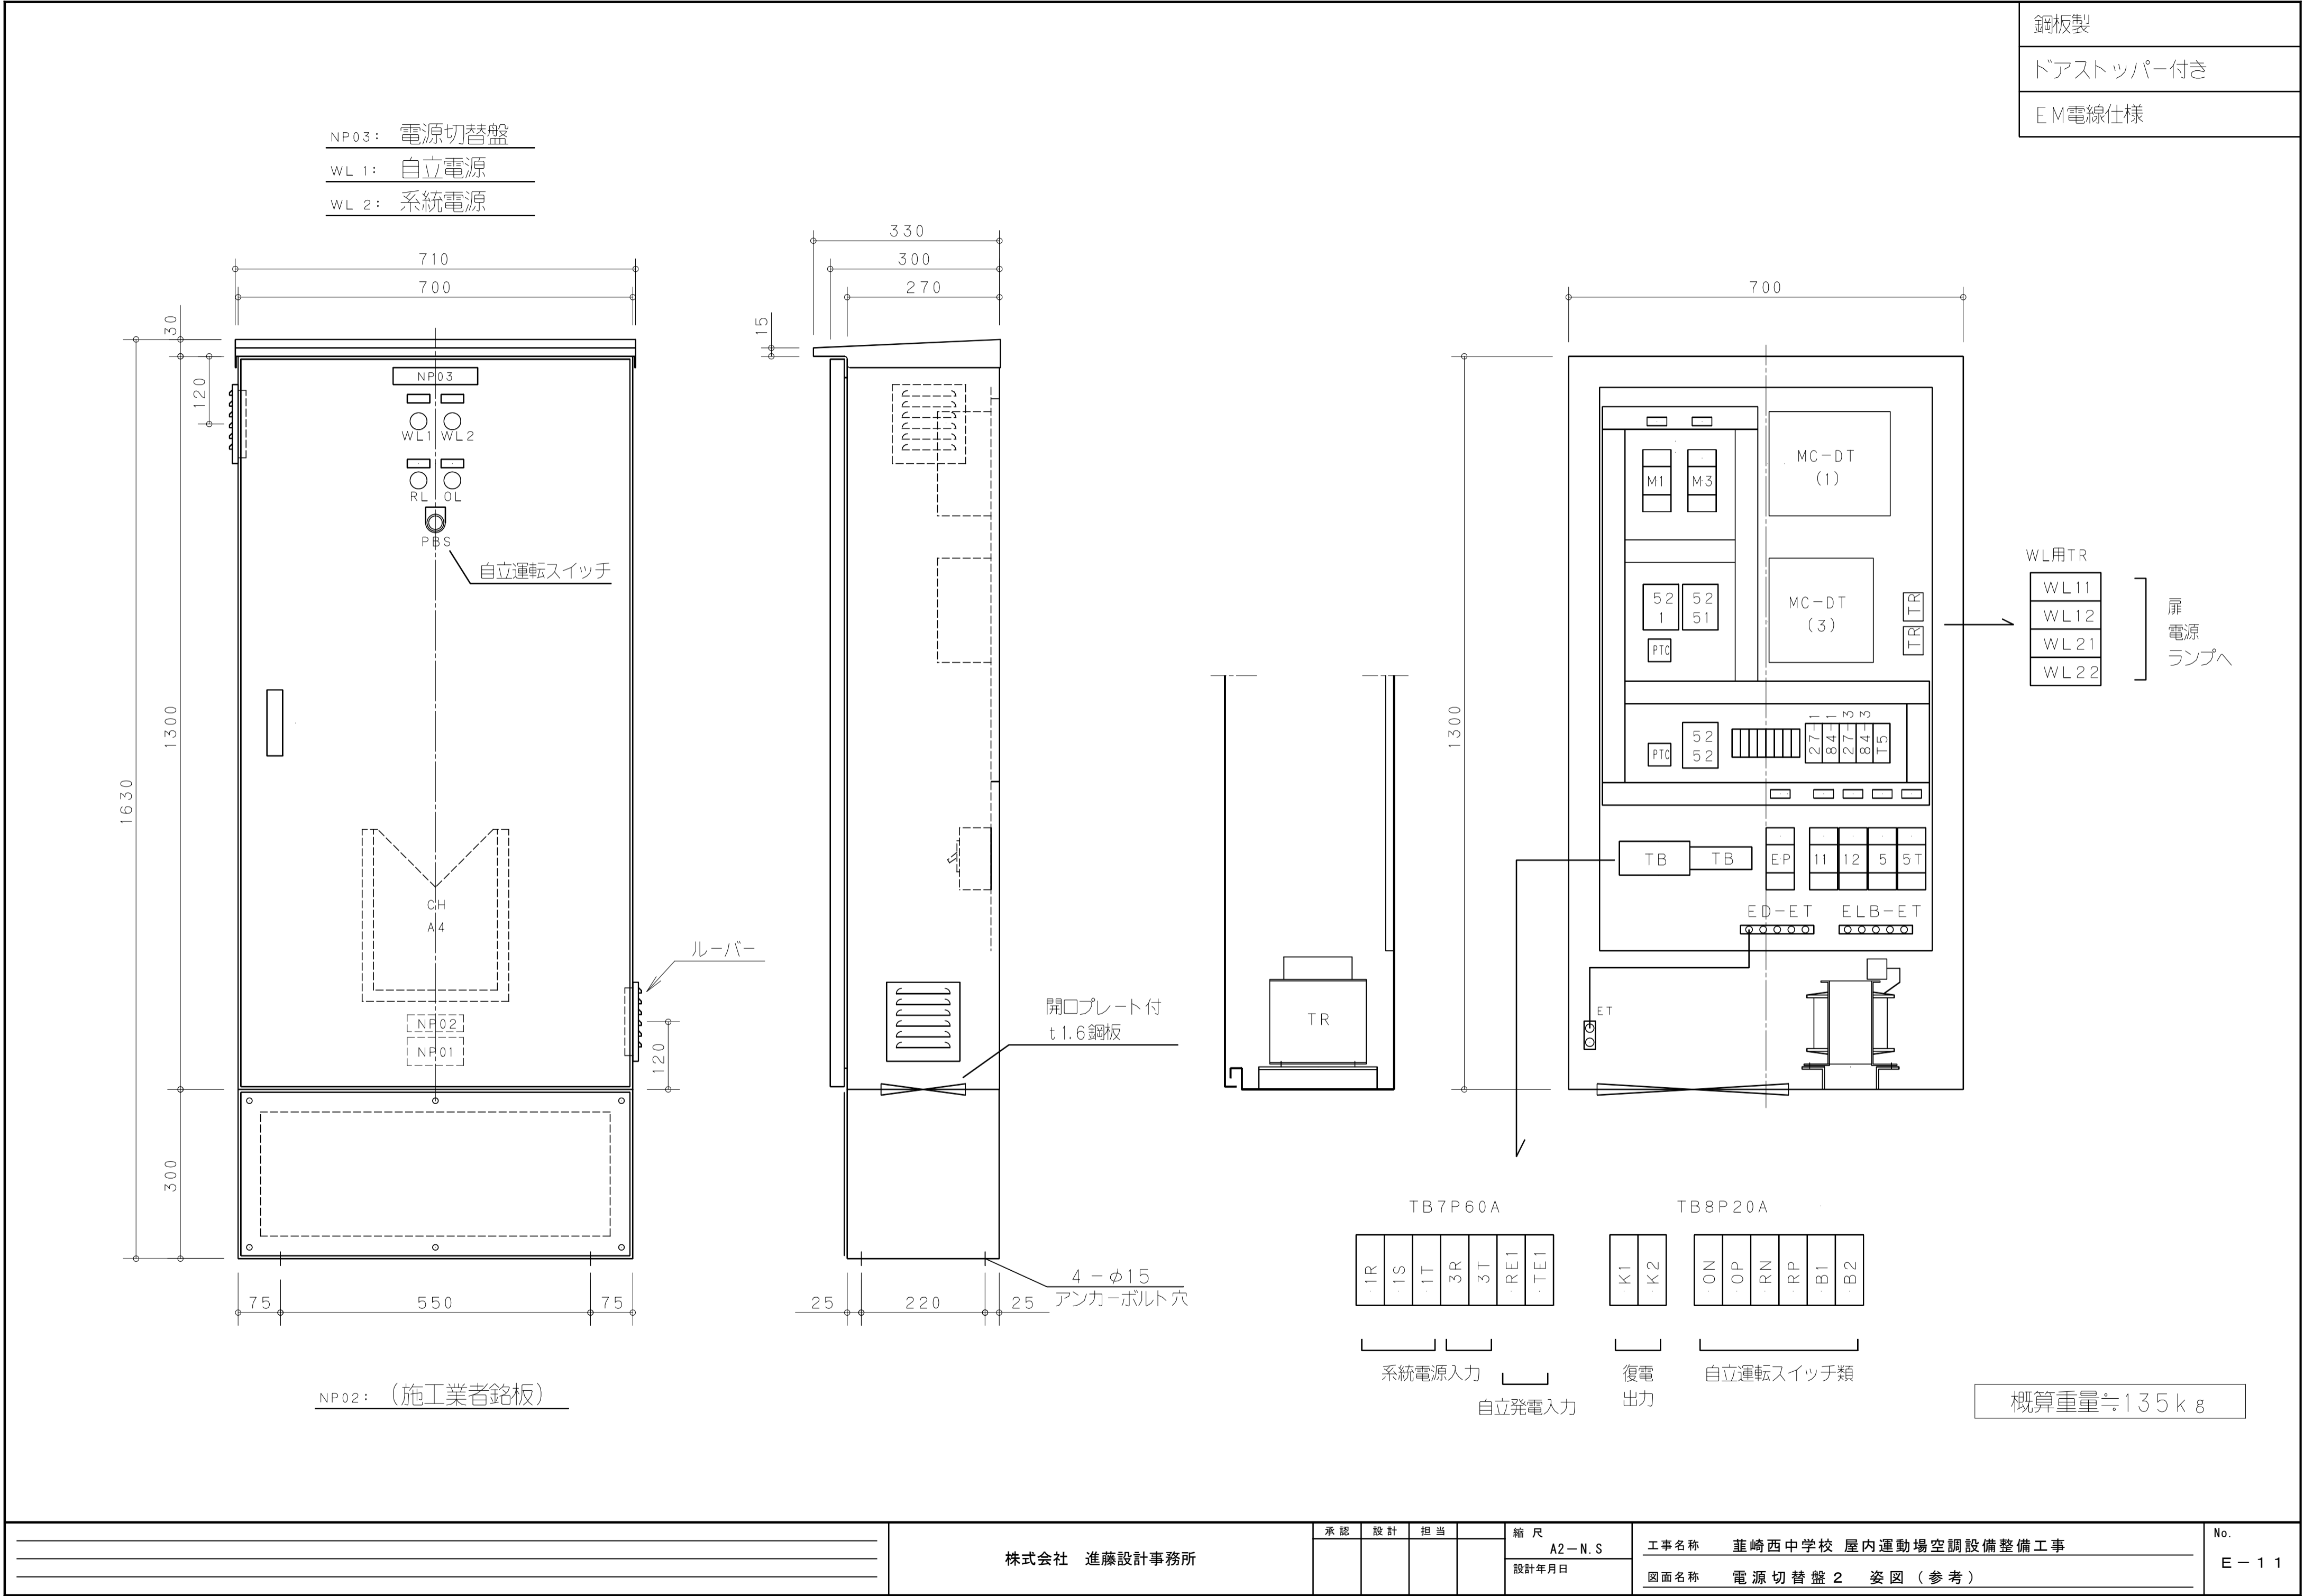 鋼板製
ドアストッパー付き
EM電線仕様
NP03: 電源切替盤
WL 1: 自立電源
WL 2: 系統電源
710
700
30
120
1300
1630
300
NP03
WL1 WL2
RL OL
PBS
自立運転スイッチ
CH
A4
NP02
NP01
ルーバー
120
75
550
75
NP02: (施工業者銘板)
330
300
270
15
開口プレート付
t1.6鋼板
25
220
25
4-φ15
アンカーボルト穴
TR
700
1300
M1
M3
MC-DT
(1)
52
1
52
51
PTC
MC-DT
(3)
TR
TR
PTC
52
52
27-1
84-1
27-3
84-3
T5
TB
TB
EP
11
12
5
5T
ED-ET
ELB-ET
ET
WL用TR
WL11
WL12
WL21
WL22
扉
電源
ランプへ
TB7P60A
1R
1S
1T
3R
3T
RE1
TE1
系統電源入力
自立発電入力
TB8P20A
K1
K2
ON
OP
RN
RP
B1
B2
復電
出力
自立運転スイッチ類
概算重量≒135kg
株式会社 進藤設計事務所
承認 設計 担当
縮尺
A2-N.S
設計年月日
工事名称 韮崎西中学校 屋内運動場空調設備整備工事
図面名称 電源切替盤2 姿図(参考)
No.
E-11